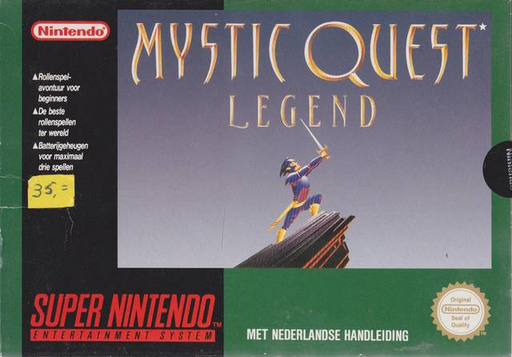 Nintendo
MYSTIC QUEST
LEGEND
▲Rollenspel-
avontuur voor
beginners
▲De beste
rollenspellen
ter wereld
▲Batterijgeheugen
voor maximaal
drie spellen
35,=
SUPER NINTENDO™
ENTERTAINMENT SYSTEM
MET NEDERLANDSE HANDLEIDING
Original
Nintendo
Seal of
Quality